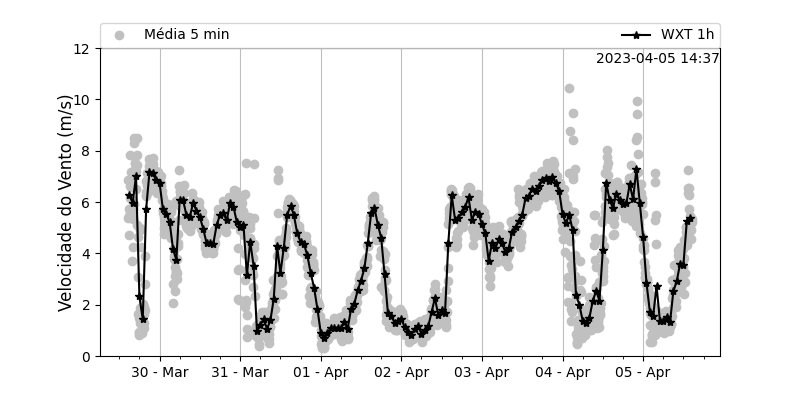 Média 5 min
WXT 1h
2023-04-05 14:37
Velocidade do Vento (m/s)
12
10
8
6
4
2
0
30 - Mar
31 - Mar
01 - Apr
02 - Apr
03 - Apr
04 - Apr
05 - Apr